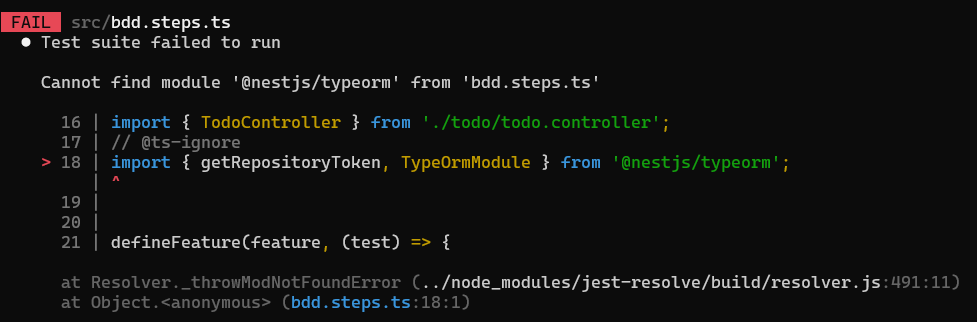 FAIL src/bdd.steps.ts
● Test suite failed to run
Cannot find module '@nestjs/typeorm' from 'bdd.steps.ts'
16 | import { TodoController } from './todo/todo.controller';
17 | // @ts-ignore
> 18 | import { getRepositoryToken, TypeOrmModule } from '@nestjs/typeorm';
| ^
19 |
20 |
21 | defineFeature(feature, (test) => {
at Resolver._throwModNotFoundError (../node_modules/jest-resolve/build/resolver.js:491:11)
at Object.<anonymous> (bdd.steps.ts:18:1)